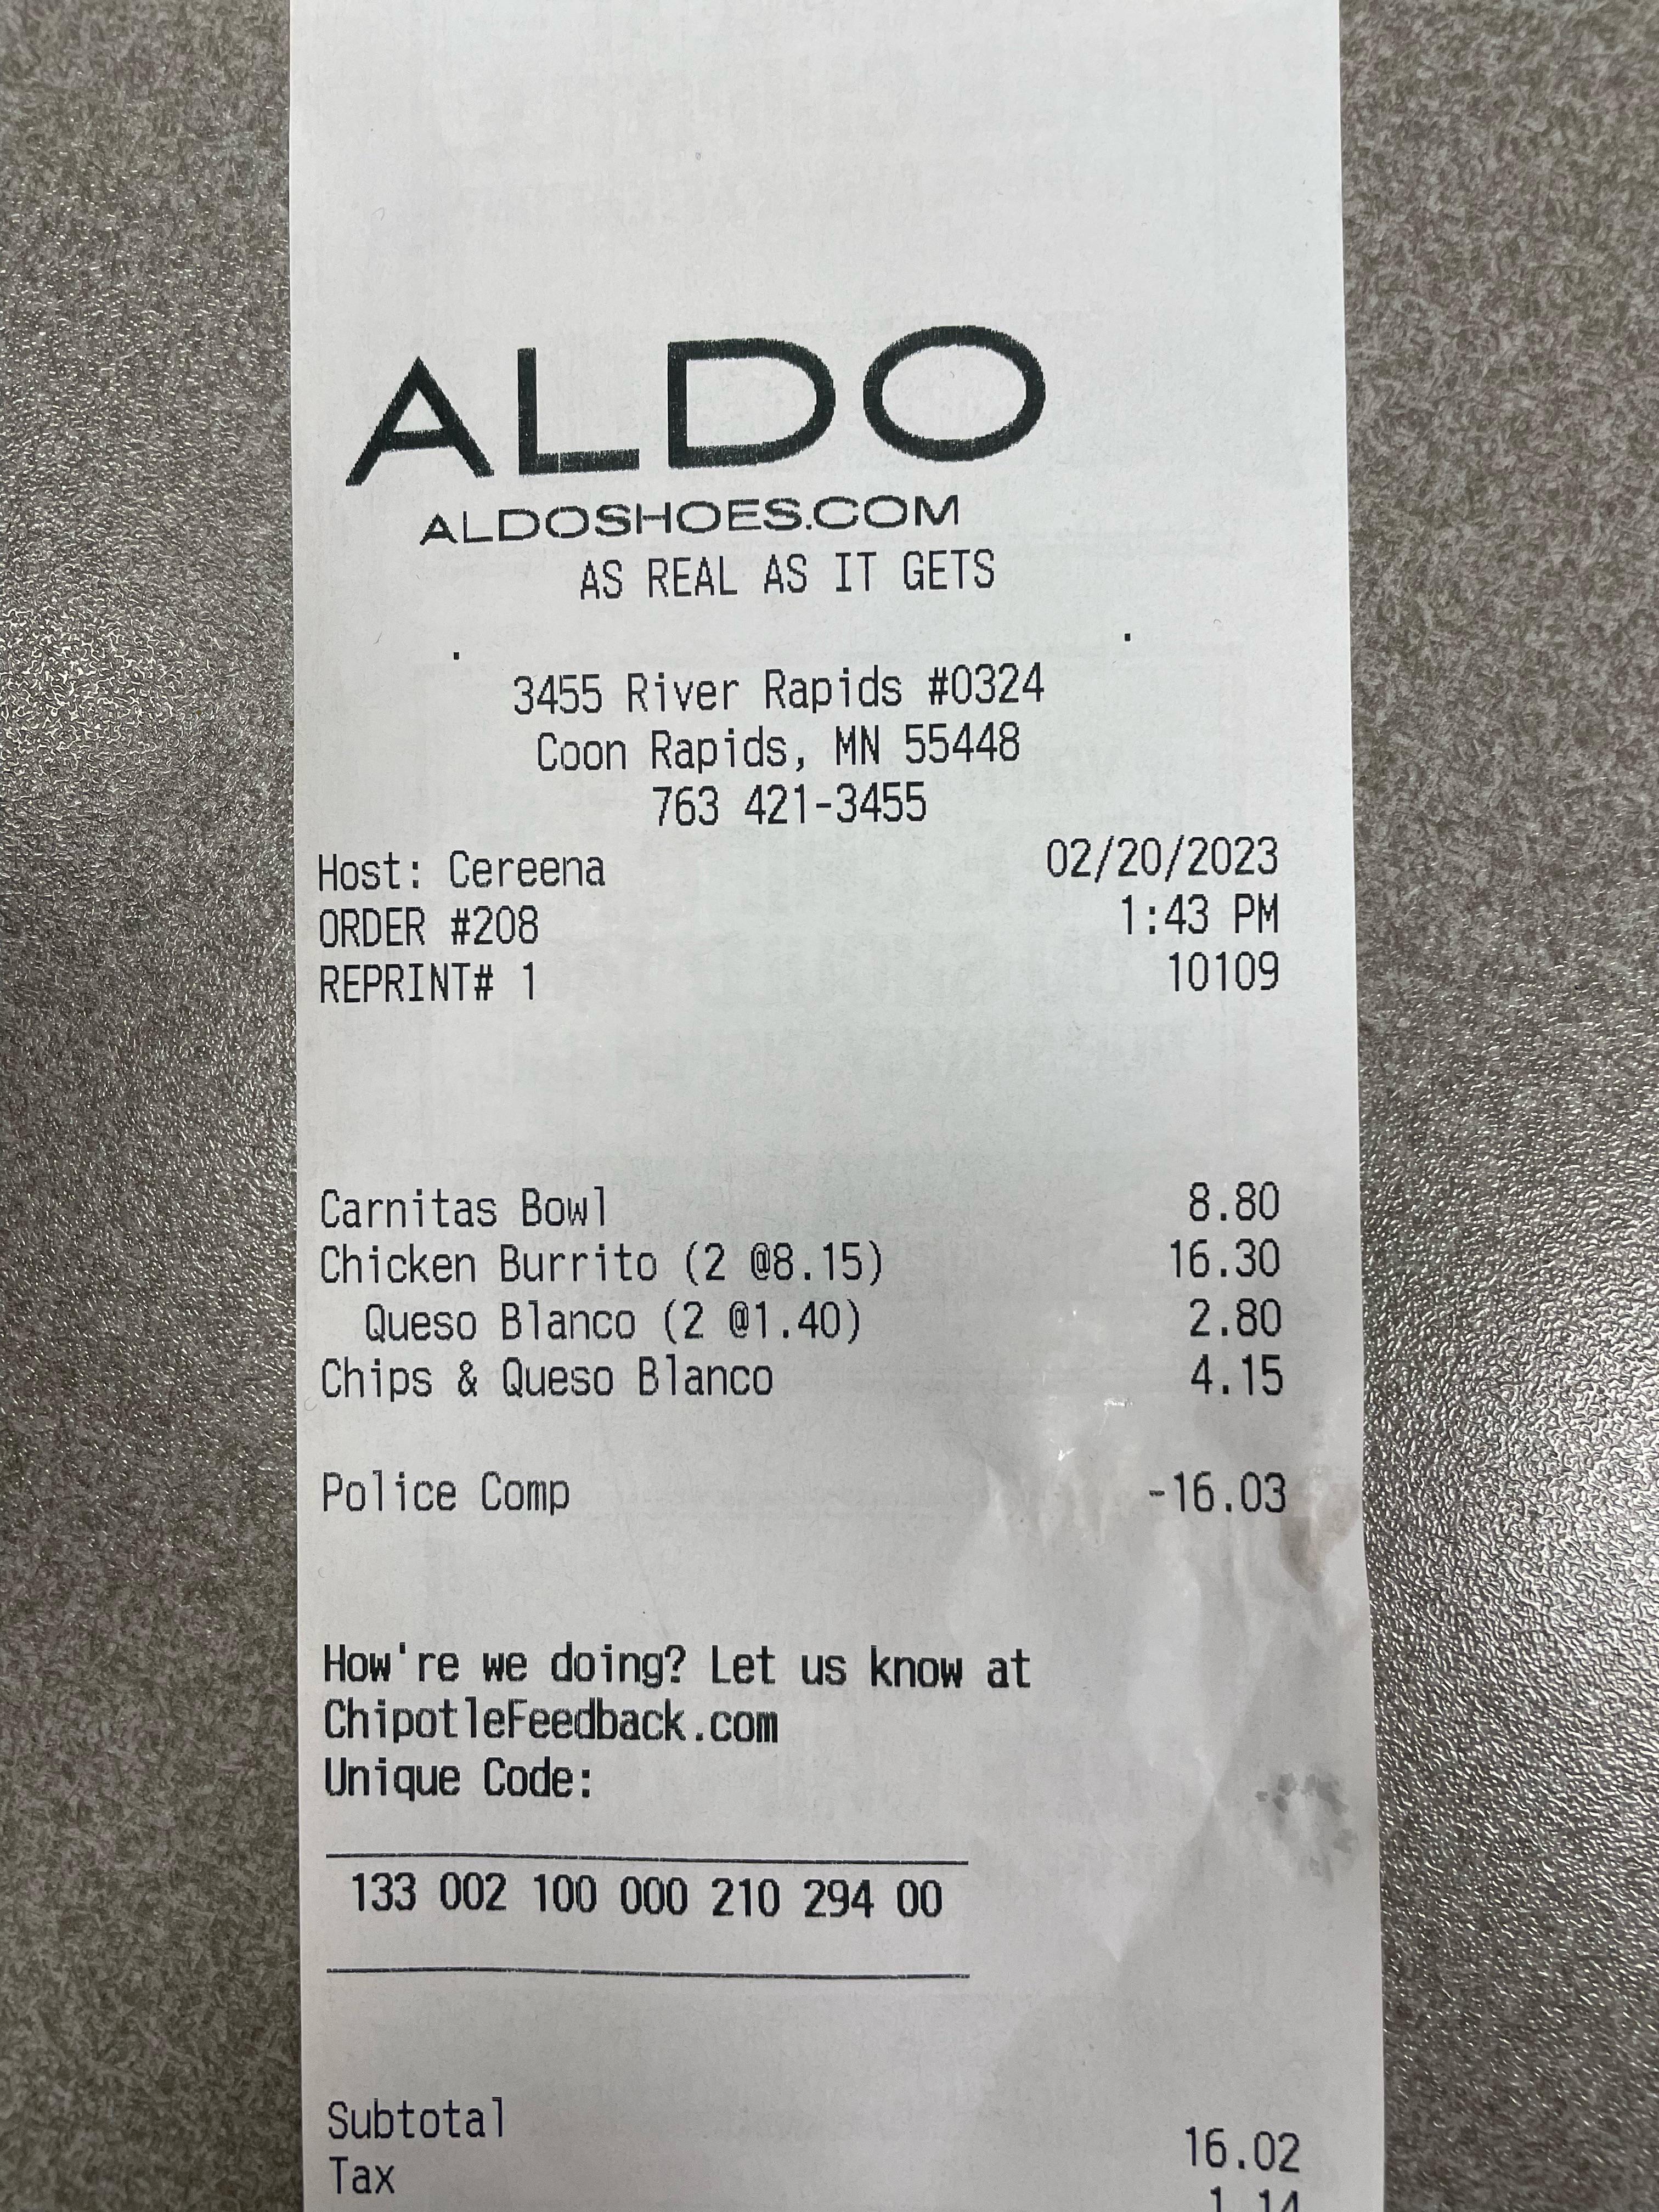 ALDO
ALDOSHOES.COM
AS REAL AS IT GETS
3455 River Rapids #0324
Coon Rapids, MN 55448
763 421-3455
Host: Cereena 02/20/2023
ORDER #208 1:43 PM
REPRINT# 1 10109
Carnitas Bowl 8.80
Chicken Burrito (2 @8.15) 16.30
Queso Blanco (2 @1.40) 2.80
Chips & Queso Blanco 4.15
Police Comp -16.03
How're we doing? Let us know at
ChipotleFeedback.com
Unique Code:
133 002 100 000 210 294 00
Subtotal 16.02
Tax 1.14